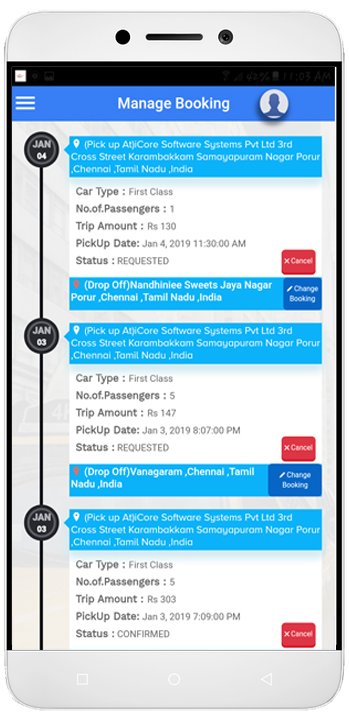 62% 11:03 AM
Manage Booking
JAN
04
(Pick up At)iCore Software Systems Pvt Ltd 3rd
Cross Street Karambakkam Samayapuram Nagar Porur
,Chennai ,Tamil Nadu ,India
Car Type : First Class
No.of.Passengers : 1
Trip Amount : Rs 130
PickUp Date: Jan 4, 2019 11:30:00 AM
Status : REQUESTED
× Cancel
(Drop Off)Nandhiniee Sweets Jaya Nagar
Porur ,Chennai ,Tamil Nadu ,India
Change
Booking
JAN
03
(Pick up At)iCore Software Systems Pvt Ltd 3rd
Cross Street Karambakkam Samayapuram Nagar Porur
,Chennai ,Tamil Nadu ,India
Car Type : First Class
No.of.Passengers : 5
Trip Amount : Rs 147
PickUp Date: Jan 3, 2019 8:07:00 PM
Status : REQUESTED
× Cancel
(Drop Off)Vanagaram ,Chennai ,Tamil
Nadu ,India
Change
Booking
JAN
03
(Pick up At)iCore Software Systems Pvt Ltd 3rd
Cross Street Karambakkam Samayapuram Nagar Porur
,Chennai ,Tamil Nadu ,India
Car Type : First Class
No.of.Passengers : 5
Trip Amount : Rs 303
PickUp Date: Jan 3, 2019 7:09:00 PM
Status : CONFIRMED
× Cancel